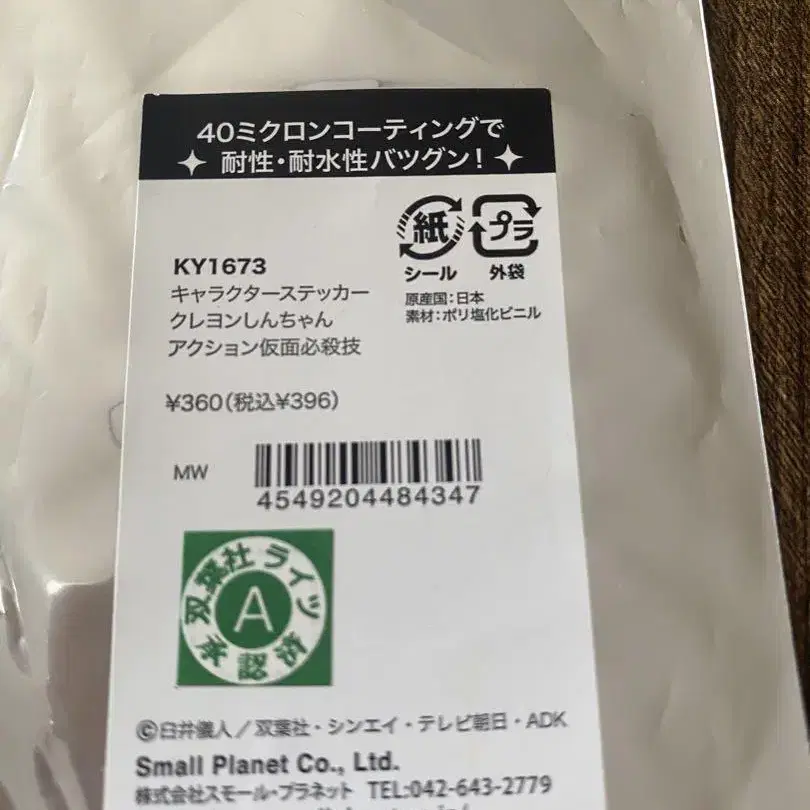 40ミクロンコーティングで
耐性・耐水性バツグン!
紙
プラ
シール
外袋
原産国:日本
素材:ポリ塩化ビニル
KY1673
キャラクターステッカー
クレヨンしんちゃん
アクション仮面必殺技
¥360(税込¥396)
MW
4549204484347
双葉社ライツ
A
承認済
©臼井儀人/双葉社・シンエイ・テレビ朝日・ADK
Small Planet Co., Ltd.
株式会社スモール・プラネット TEL:042-643-2779